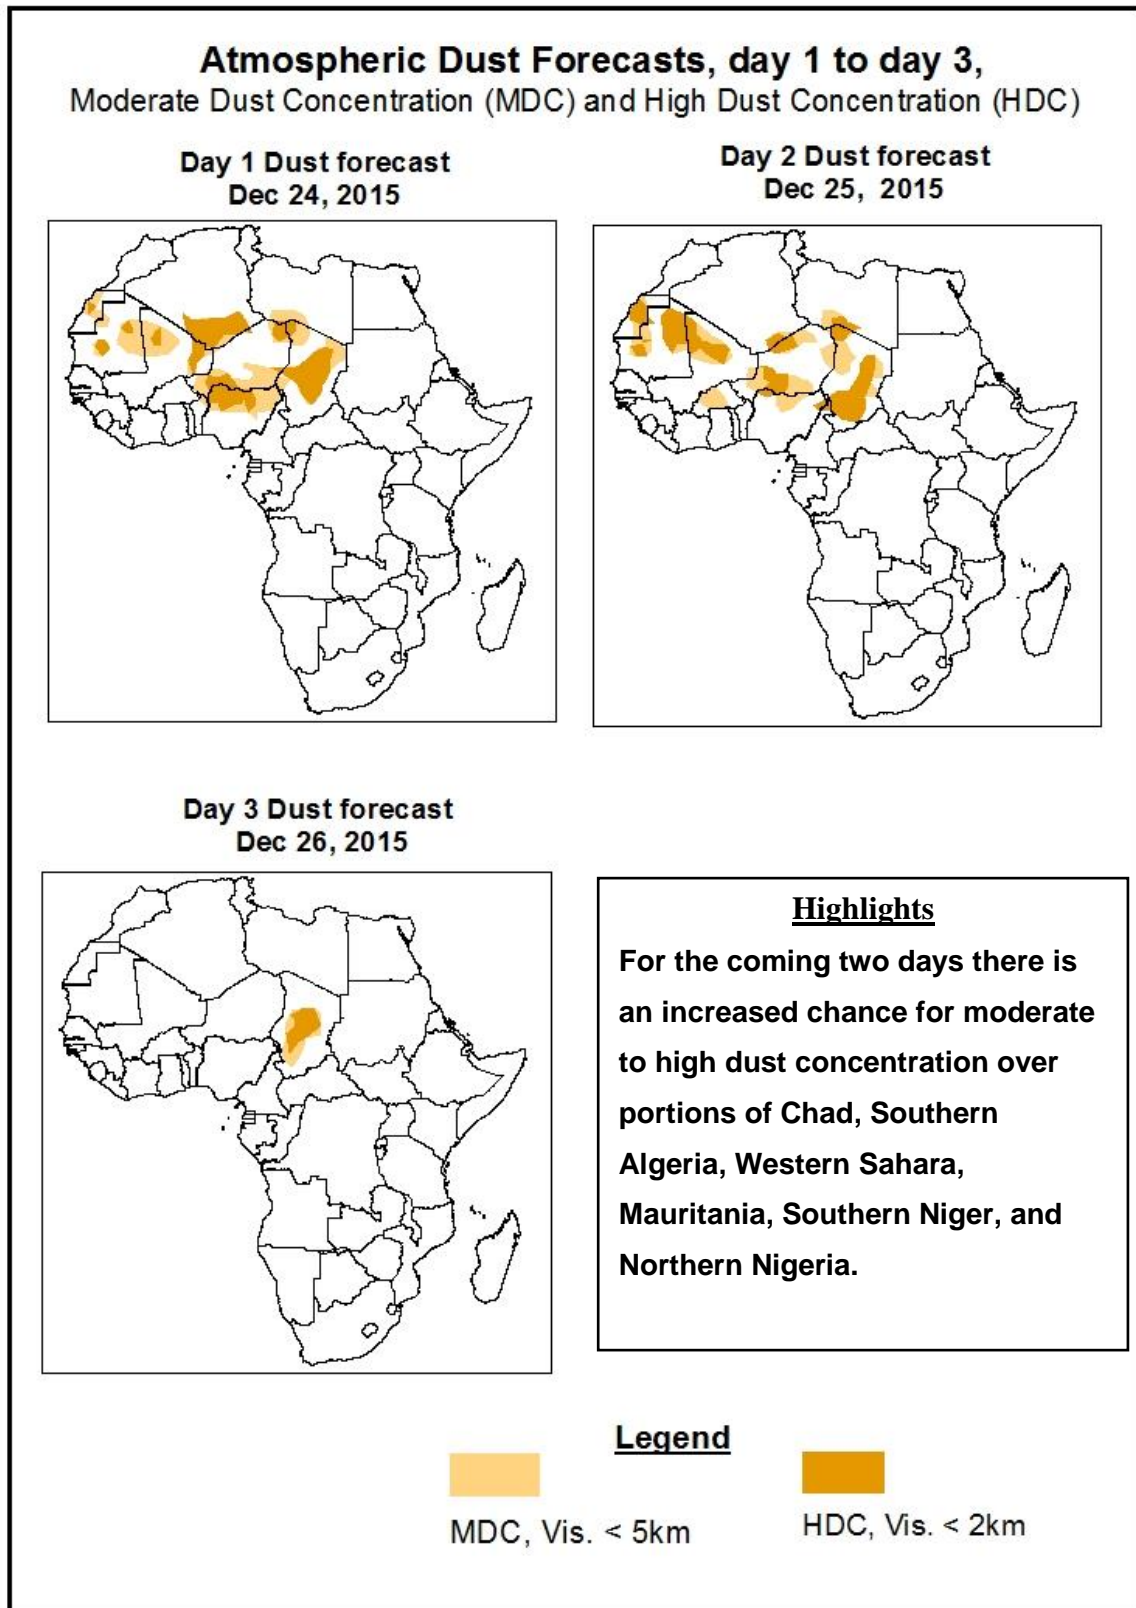 Atmospheric Dust Forecasts, day 1 to day 3,
Moderate Dust Concentration (MDC) and High Dust Concentration (HDC)
Day 1 Dust forecast
Dec 24, 2015
Day 2 Dust forecast
Dec 25, 2015
Day 3 Dust forecast
Dec 26, 2015
Highlights
For the coming two days there is
an increased chance for moderate
to high dust concentration over
portions of Chad, Southern
Algeria, Western Sahara,
Mauritania, Southern Niger, and
Northern Nigeria.
Legend
MDC, Vis. < 5km
HDC, Vis. < 2km